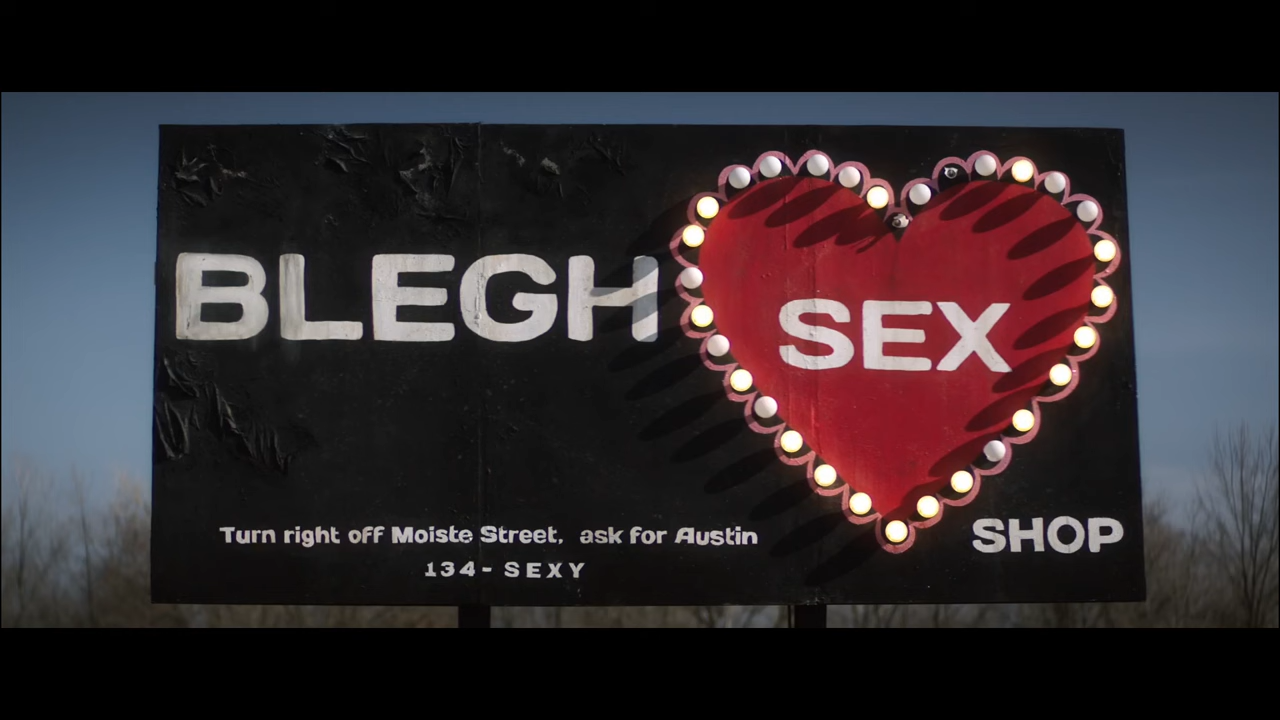 BLEGH
SEX
SHOP
Turn right off Moiste Street, ask for Austin
134-SEXY